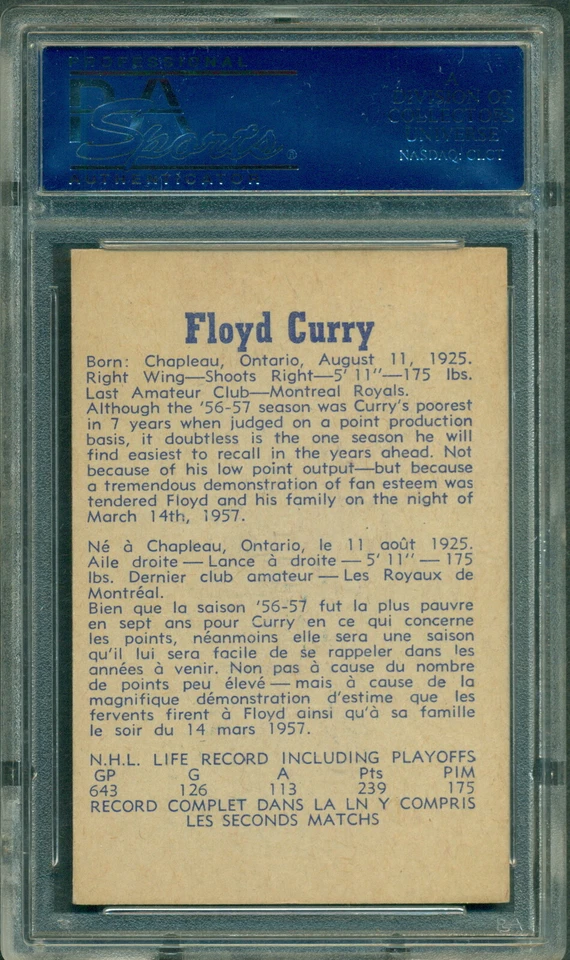 PROFESSIONAL
PSA
Sports®
AUTHENTICATOR
A
DIVISION OF
COLLECTORS
UNIVERSE
NASDAQ: CLCT
Floyd Curry
Born: Chapleau, Ontario, August 11, 1925.
Right Wing—Shoots Right—5' 11"—175 lbs.
Last Amateur Club—Montreal Royals.
Although the '56-57 season was Curry's poorest
in 7 years when judged on a point production
basis, it doubtless is the one season he will
find easiest to recall in the years ahead. Not
because of his low point output—but because
a tremendous demonstration of fan esteem was
tendered Floyd and his family on the night of
March 14th, 1957.
Né à Chapleau, Ontario, le 11 août 1925.
Aile droite — Lance à droite — 5' 11" — 175
lbs. Dernier club amateur — Les Royaux de
Montréal.
Bien que la saison '56-57 fut la plus pauvre
en sept ans pour Curry en ce qui concerne
les points, néanmoins elle sera une saison
qu'il lui sera facile de se rappeler dans les
années à venir. Non pas à cause du nombre
de points peu élevé — mais à cause de la
magnifique démonstration d'estime que les
fervents firent à Floyd ainsi qu'à sa famille
le soir du 14 mars 1957.
N.H.L. LIFE RECORD INCLUDING PLAYOFFS
GP G A Pts PIM
643 126 113 239 175
RECORD COMPLET DANS LA LN Y COMPRIS
LES SECONDS MATCHS